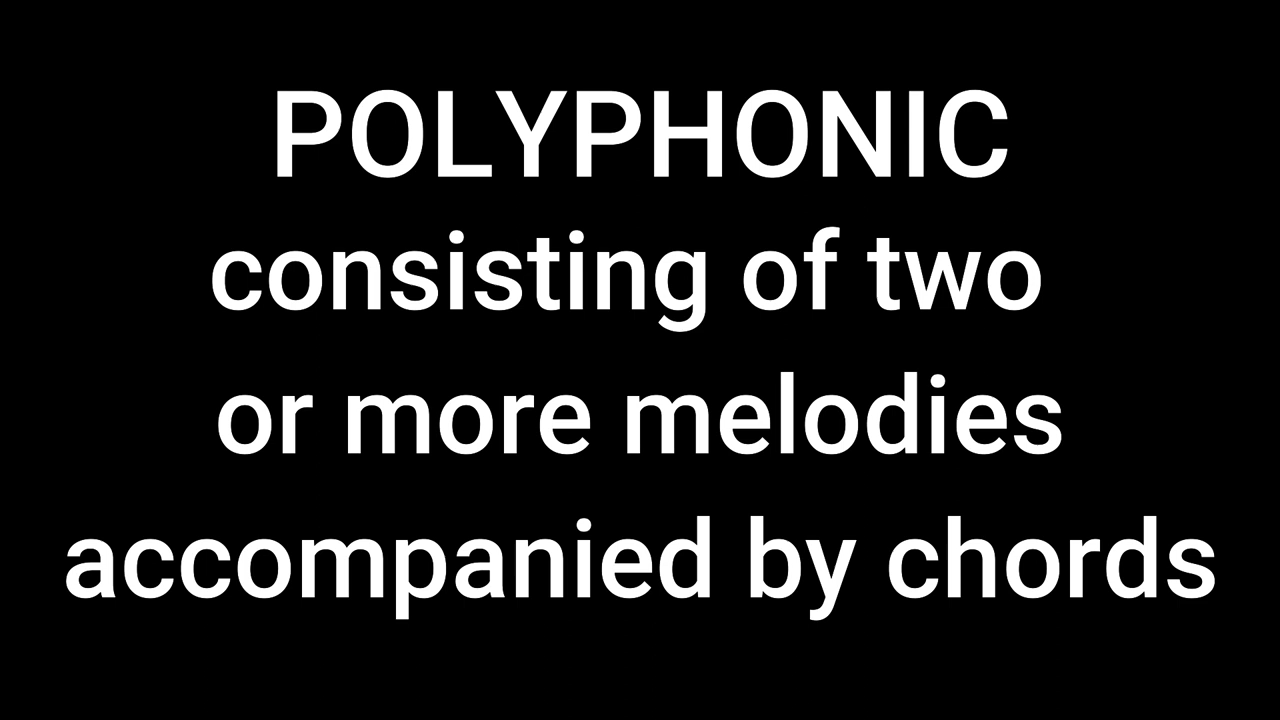 POLYPHONIC
consisting of two
or more melodies
accompanied by chords